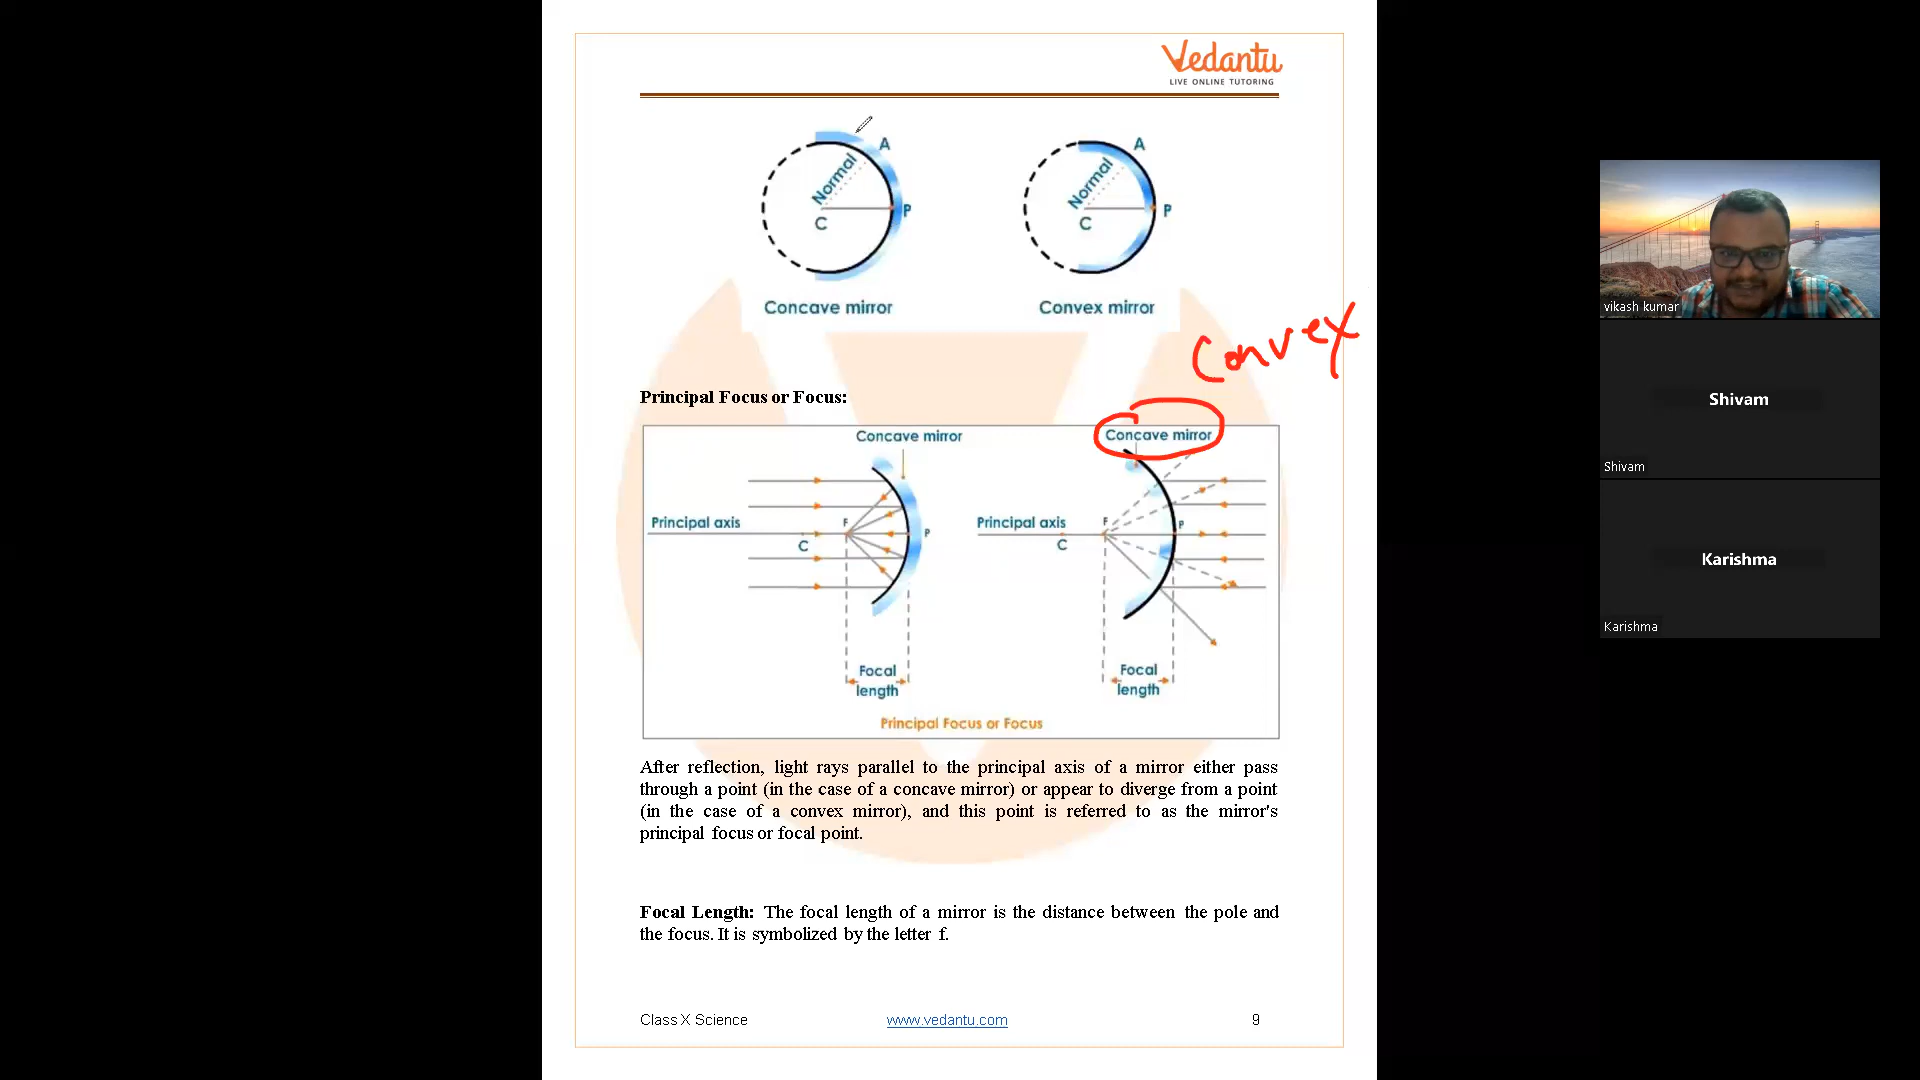 Vedantu
LIVE ONLINE TUTORING
A
Normal
P
C
Concave mirror
A
Normal
P
C
Convex mirror
Convex
Principal Focus or Focus:
Concave mirror
Principal axis
F
P
C
Focal
length
Concave mirror
Principal axis
F
P
C
Focal
length
Principal Focus or Focus
After reflection, light rays parallel to the principal axis of a mirror either pass
through a point (in the case of a concave mirror) or appear to diverge from a point
(in the case of a convex mirror), and this point is referred to as the mirror's
principal focus or focal point.
Focal Length: The focal length of a mirror is the distance between the pole and
the focus. It is symbolized by the letter f.
Class X Science
www.vedantu.com
9
vikash kumar
Shivam
Shivam
Karishma
Karishma